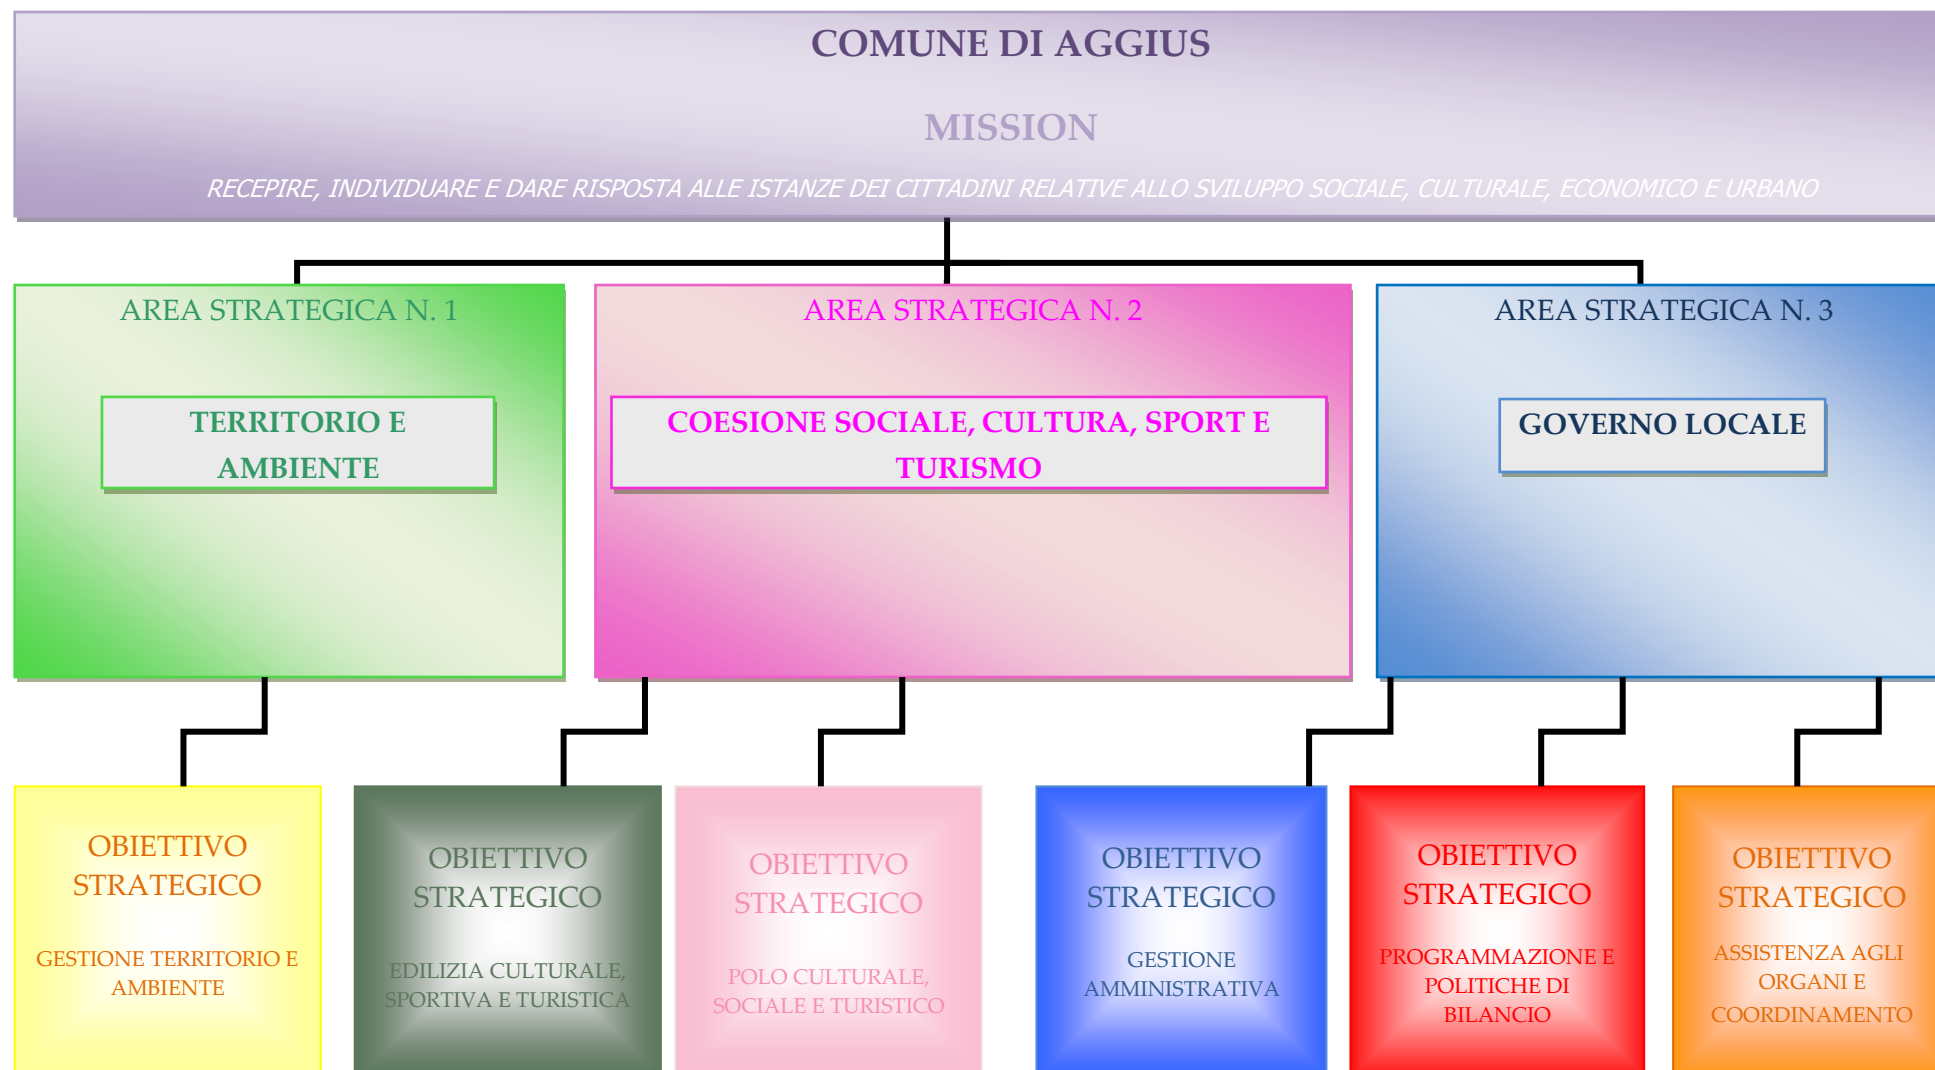 COMUNE DI AGGIUS
MISSION
RECEPIRE, INDIVIDUARE E DARE RISPOSTA ALLE ISTANZE DEI CITTADINI RELATIVE ALLO SVILUPPO SOCIALE, CULTURALE, ECONOMICO E URBANO
AREA STRATEGICA N. 1
TERRITORIO E
AMBIENTE
AREA STRATEGICA N. 2
COESIONE SOCIALE, CULTURA, SPORT E
TURISMO
AREA STRATEGICA N. 3
GOVERNO LOCALE
OBIETTIVO
STRATEGICO
GESTIONE TERRITORIO E
AMBIENTE
OBIETTIVO
STRATEGICO
EDILIZIA CULTURALE,
SPORTIVA E TURISTICA
OBIETTIVO
STRATEGICO
POLO CULTURALE,
SOCIALE E TURISTICO
OBIETTIVO
STRATEGICO
GESTIONE
AMMINISTRATIVA
OBIETTIVO
STRATEGICO
PROGRAMMAZIONE E
POLITICHE DI
BILANCIO
OBIETTIVO
STRATEGICO
ASSISTENZA AGLI
ORGANI E
COORDINAMENTO